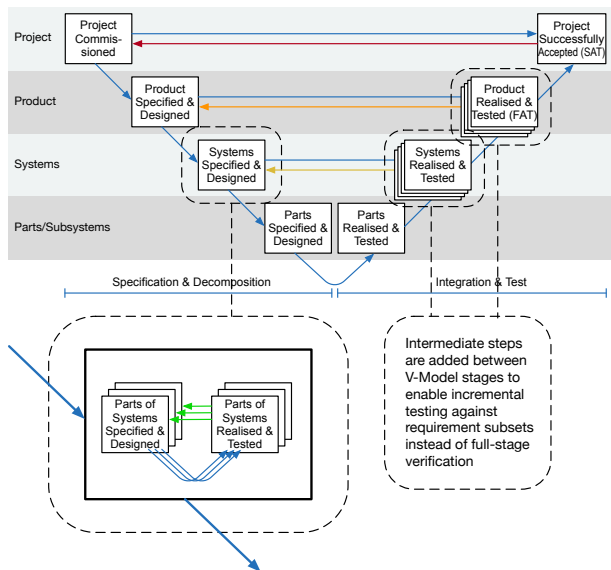 Project
Project
Commis-
sioned
Project
Successfully
Accepted (SAT)
Product
Product
Specified &
Designed
Product
Realised &
Tested (FAT)
Systems
Systems
Specified &
Designed
Systems
Realised &
Tested
Parts/Subsystems
Parts
Specified &
Designed
Parts
Realised &
Tested
Specification & Decomposition
Integration & Test
Parts of
Systems
Specified &
Designed
Parts of
Systems
Realised &
Tested
Intermediate steps
are added between
V-Model stages to
enable incremental
testing against
requirement subsets
instead of full-stage
verification